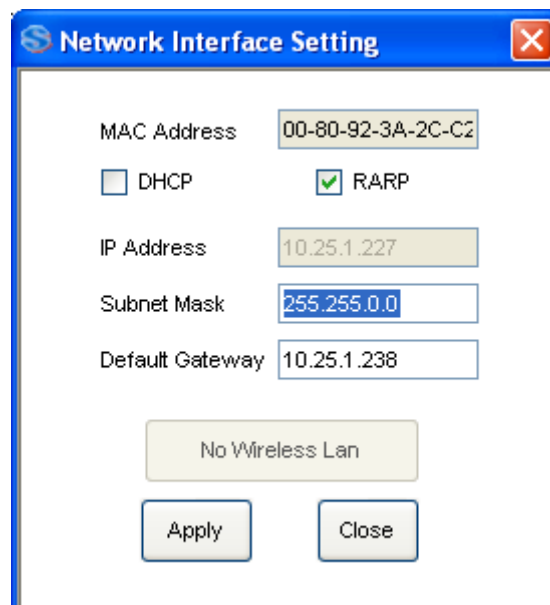 Network Interface Setting
MAC Address 00-80-92-3A-2C-C2
DHCP RARP
IP Address 10.25.1.227
Subnet Mask 255.255.0.0
Default Gateway 10.25.1.238
No Wireless Lan
Apply Close